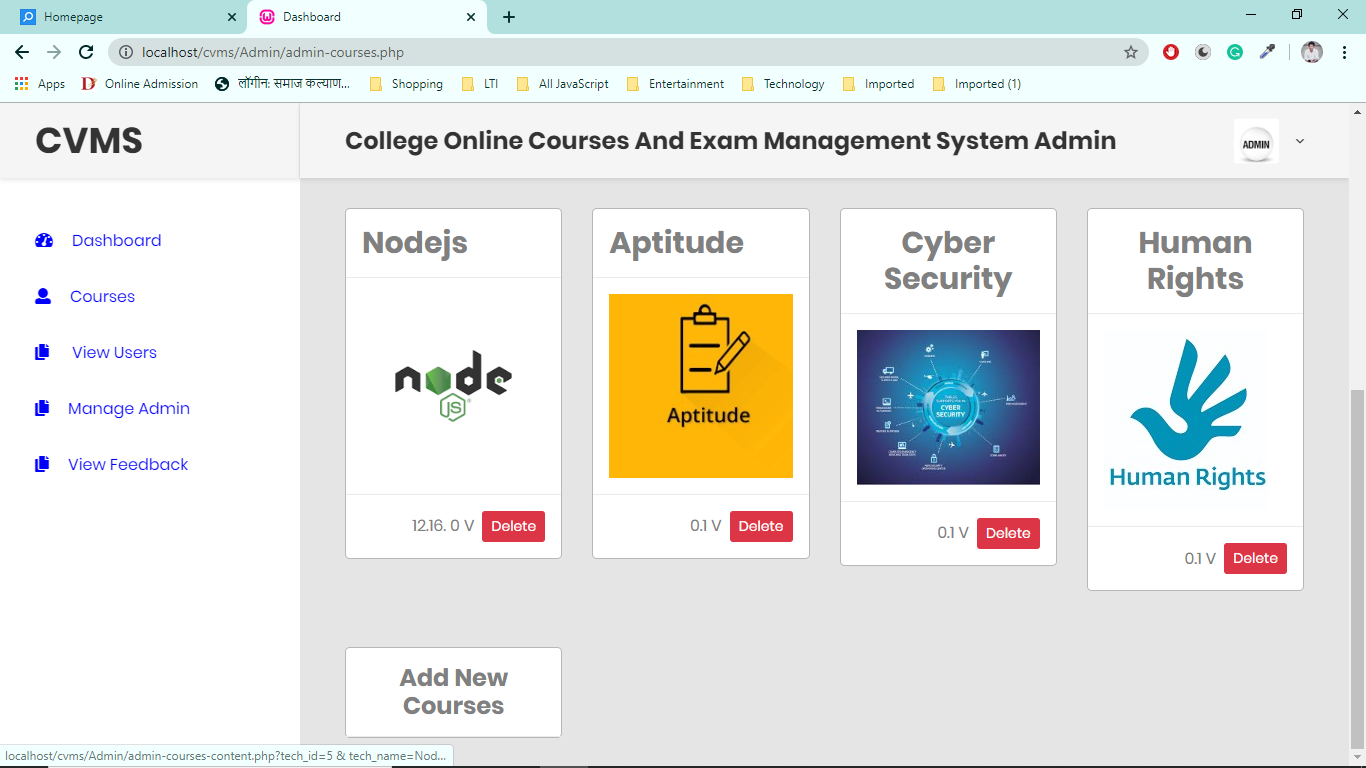 Homepage
Dashboard
localhost/cvms/Admin/admin-courses.php
Apps
Online Admission
लॉगीन: समाज कल्याण...
Shopping
LTI
All JavaScript
Entertainment
Technology
Imported
Imported (1)
CVMS
College Online Courses And Exam Management System Admin
ADMIN
Dashboard
Courses
View Users
Manage Admin
View Feedback
Nodejs
node
JS
12.16. 0 V
Delete
Aptitude
Aptitude
0.1 V
Delete
Cyber
Security
CYBER
SECURITY
0.1 V
Delete
Human
Rights
Human Rights
0.1 V
Delete
Add New
Courses
localhost/cvms/Admin/admin-courses-content.php?tech_id=5 & tech_name=Nod...